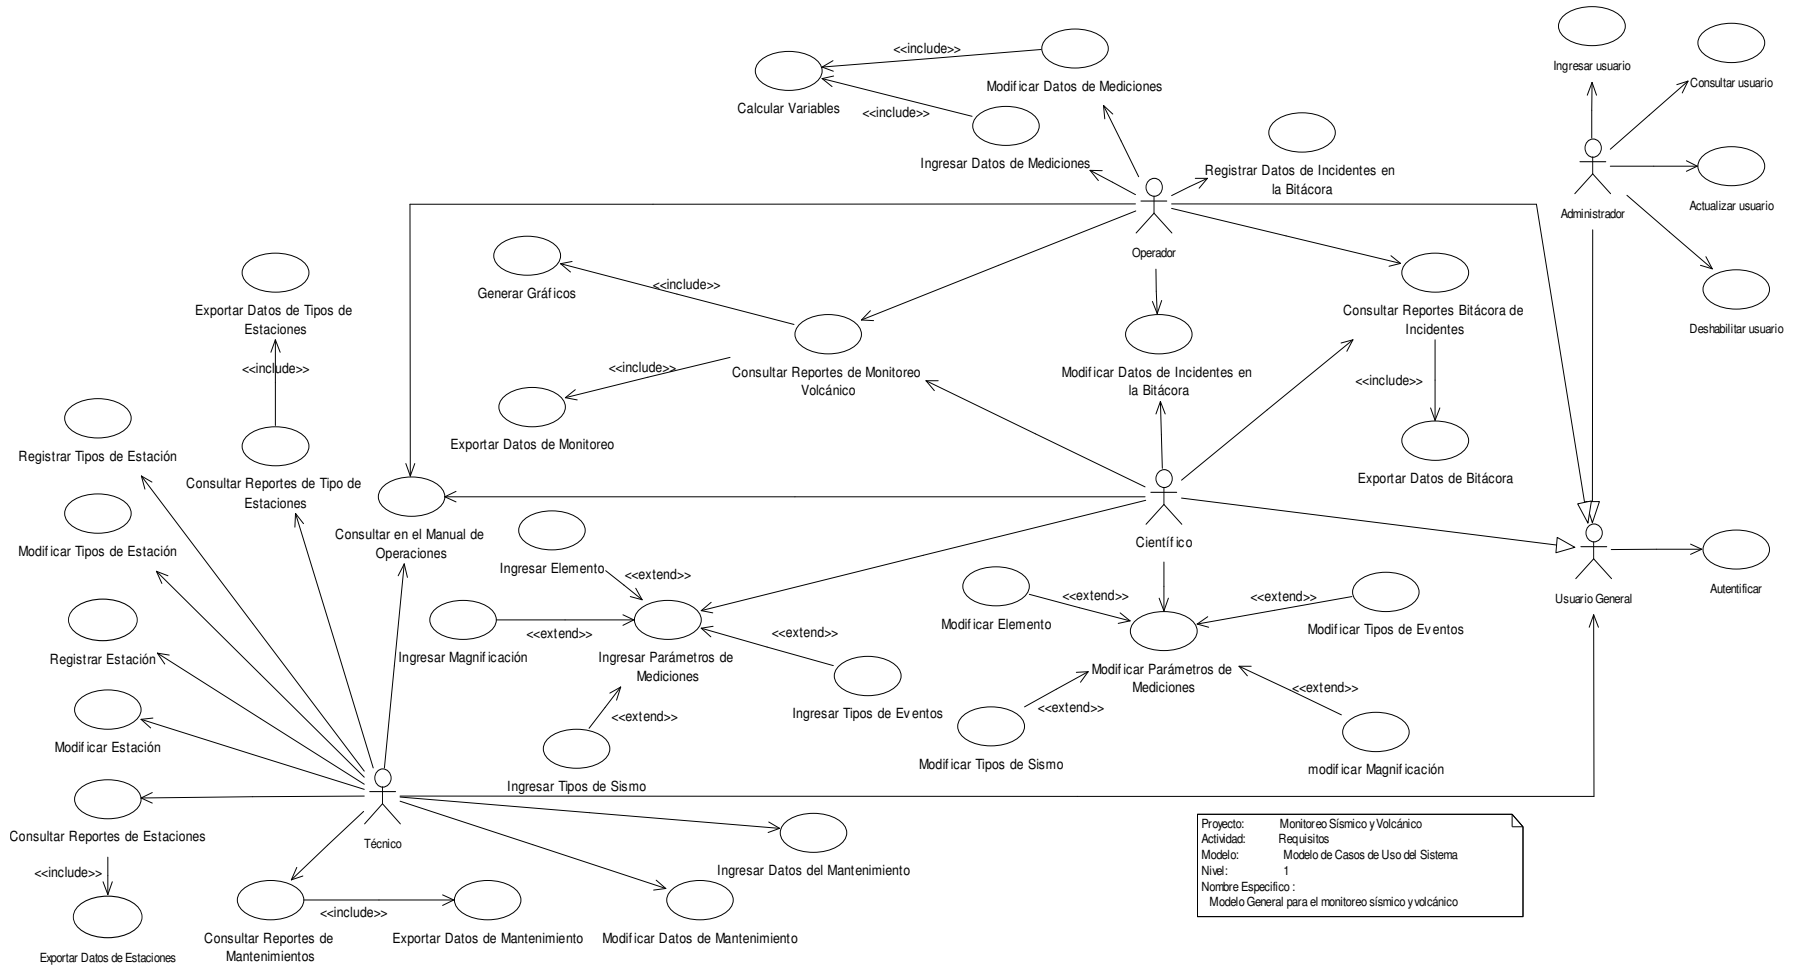 Ingresar usuario
Consultar usuario
<<include>>
Modificar Datos de Mediciones
Calcular Variables
<<include>>
Ingresar Datos de Mediciones
Registrar Datos de Incidentes en
la Bitácora
Administrador
Actualizar usuario
Operador
Generar Gráficos
<<include>>
<<include>>
Exportar Datos de Tipos de
Estaciones
Consultar Reportes Bitácora de
Incidentes
Deshabilitar usuario
<<include>>
<<include>>
Consultar Reportes de Monitoreo
Volcánico
Modificar Datos de Incidentes en
la Bitácora
<<include>>
Exportar Datos de Monitoreo
Registrar Tipos de Estación
Consultar Reportes de Tipo de
Estaciones
Exportar Datos de Bitácora
Modificar Tipos de Estación
Consultar en el Manual de
Operaciones
Científico
Ingresar Elemento
<<extend>>
Usuario General
Autentificar
<<extend>>
<<extend>>
Modificar Elemento
Modificar Tipos de Eventos
<<extend>>
<<extend>>
Registrar Estación
Ingresar Magnificación
Ingresar Parámetros de
Mediciones
Modificar Parámetros de
Mediciones
<<extend>>
<<extend>>
<<extend>>
Ingresar Tipos de Eventos
<<extend>>
Modificar Estación
Modificar Tipos de Sismo
modificar Magnificación
Ingresar Tipos de Sismo
Consultar Reportes de Estaciones
Técnico
<<include>>
Ingresar Datos del Mantenimiento
<<include>>
Consultar Reportes de
Mantenimientos
Exportar Datos de Mantenimiento
Modificar Datos de Mantenimiento
Exportar Datos de Estaciones
Proyecto: Monitoreo Sísmico y Volcánico
Actividad: Requisitos
Modelo: Modelo de Casos de Uso del Sistema
Nivel: 1
Nombre Especifico :
Modelo General para el monitoreo sísmico y volcánico